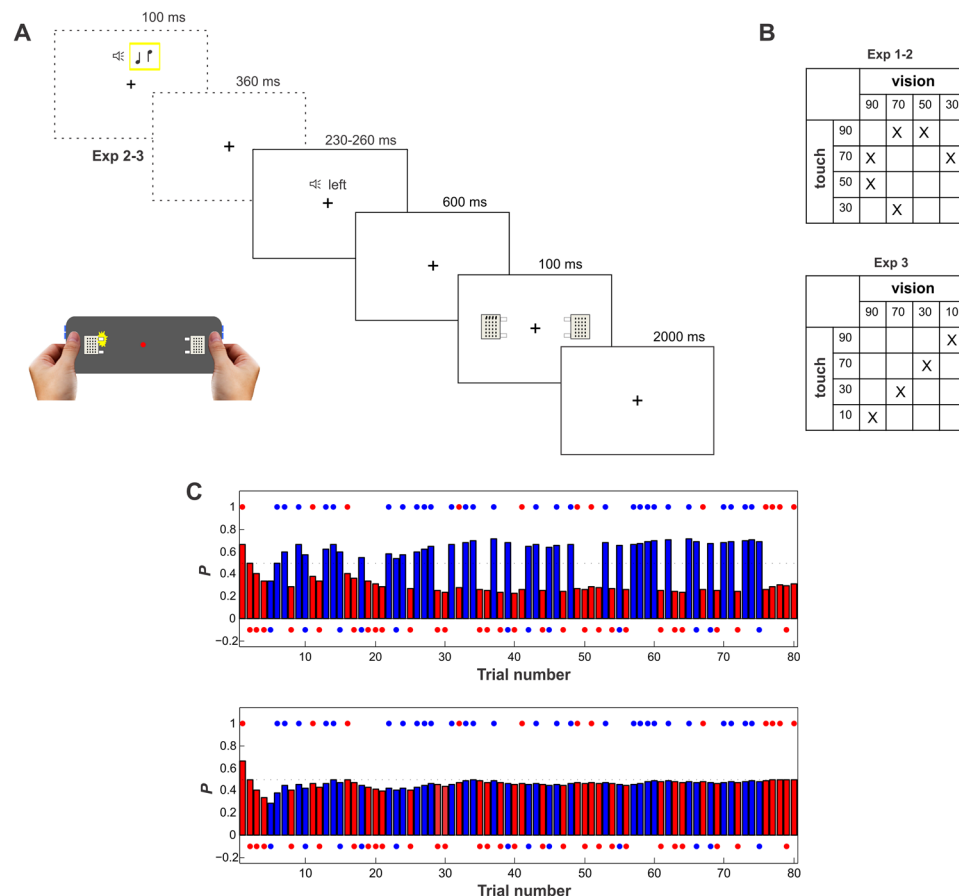 A
100 ms
360 ms
Exp 2-3
230-260 ms
left
600 ms
100 ms
2000 ms
B
Exp 1-2
vision
90 70 50 30
touch
90 X X
70 X X
50 X
30 X
Exp 3
vision
90 70 30 10
touch
90 X
70 X
30 X
10 X
C
1
0.8
0.6
P
0.4
0.2
0
−0.2
10 20 30 40 50 60 70 80
Trial number
1
0.8
0.6
P
0.4
0.2
0
−0.2
10 20 30 40 50 60 70 80
Trial number